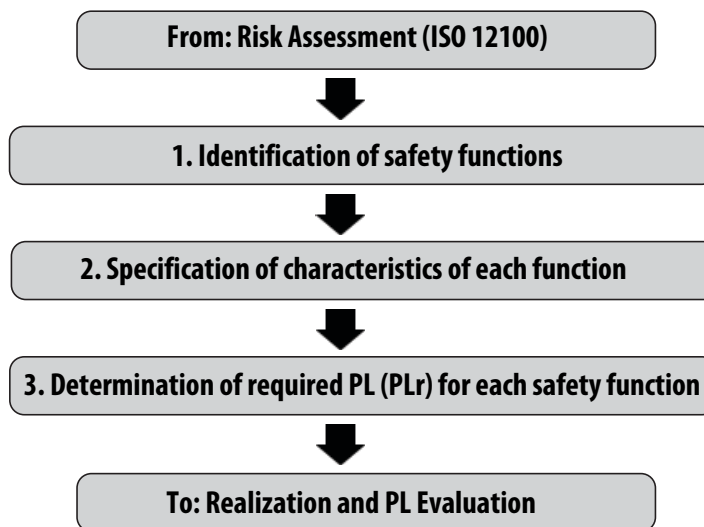 From: Risk Assessment (ISO 12100)
1. Identification of safety functions
2. Specification of characteristics of each function
3. Determination of required PL (PLr) for each safety function
To: Realization and PL Evaluation